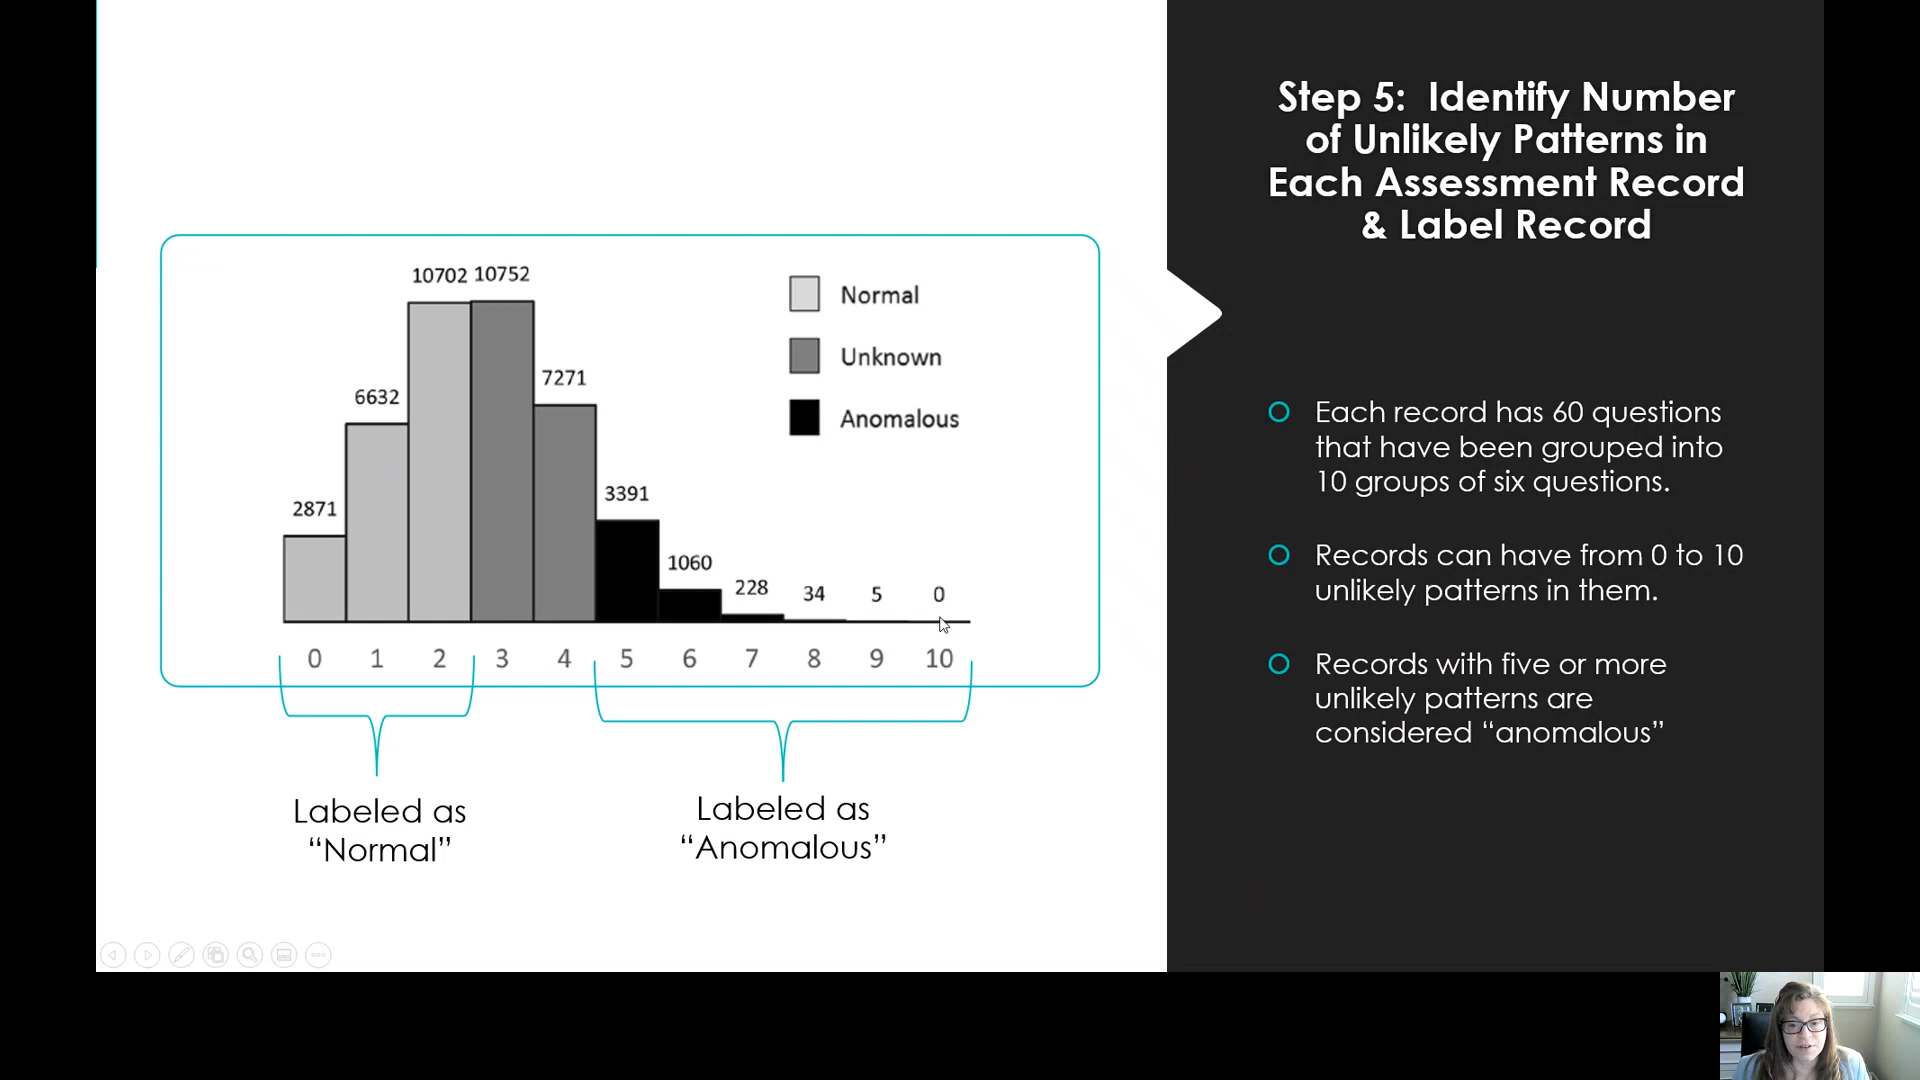 Step 5: Identify Number
of Unlikely Patterns in
Each Assessment Record
& Label Record
10702 10752
Normal
Unknown
7271
6632
Anomalous
3391
2871
1060
228
34
5
0
0 1 2 3 4 5 6 7 8 9 10
Labeled as
“Normal”
Labeled as
“Anomalous”
Each record has 60 questions
that have been grouped into
10 groups of six questions.
Records can have from 0 to 10
unlikely patterns in them.
Records with five or more
unlikely patterns are
considered “anomalous”